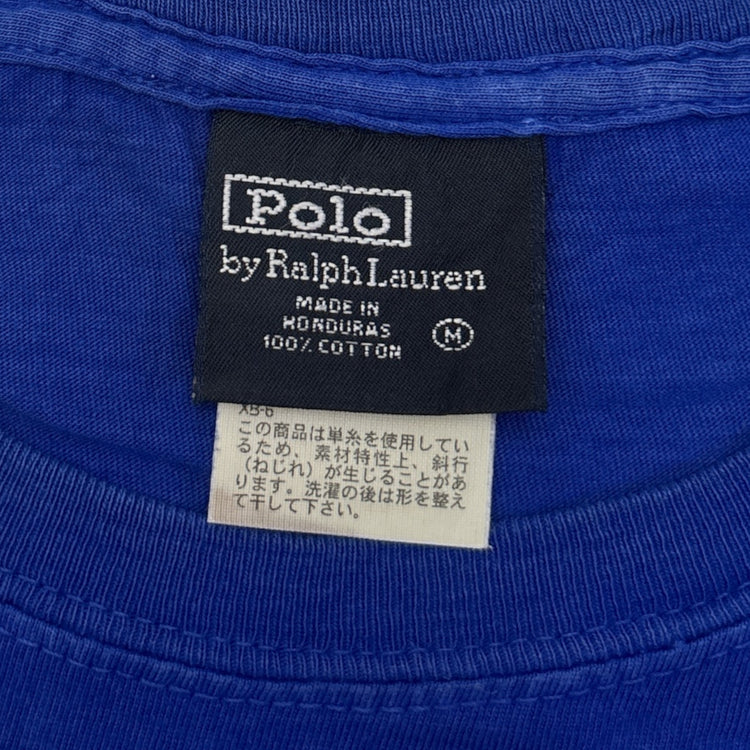 Polo
by Ralph Lauren
MADE IN
HONDURAS
100% COTTON
M
XB-6
この商品は単糸を使用してい
るため、素材特性上、斜行
（ねじれ）が生じることがあ
ります。洗濯の後は形を整え
て干して下さい。